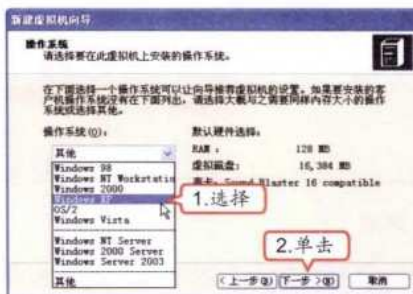 新建虚拟机向导
操作系统
请选择要在此虚拟机上安装的操作系统。
在下面选择一个操作系统可以让向导推荐虚拟机的设置。如果要安装的客
户机操作系统没有在下面列出，请选择大概与之需要同样内存大小的操作
系统或选择其他。
操作系统(O):
默认硬件选择:
其他
RAM:
128 MB
Windows 98
Windows NT Workstatio
虚拟磁盘:
16,384 MB
Windows 2000
声卡: Sound Blaster 16 compatible
Windows XP
OS/2
1.选择
Windows Vista
Windows NT Server
2.单击
Windows 2000 Server
Windows Server 2003
其他
<上一步(B)
下一步>(N)
取消